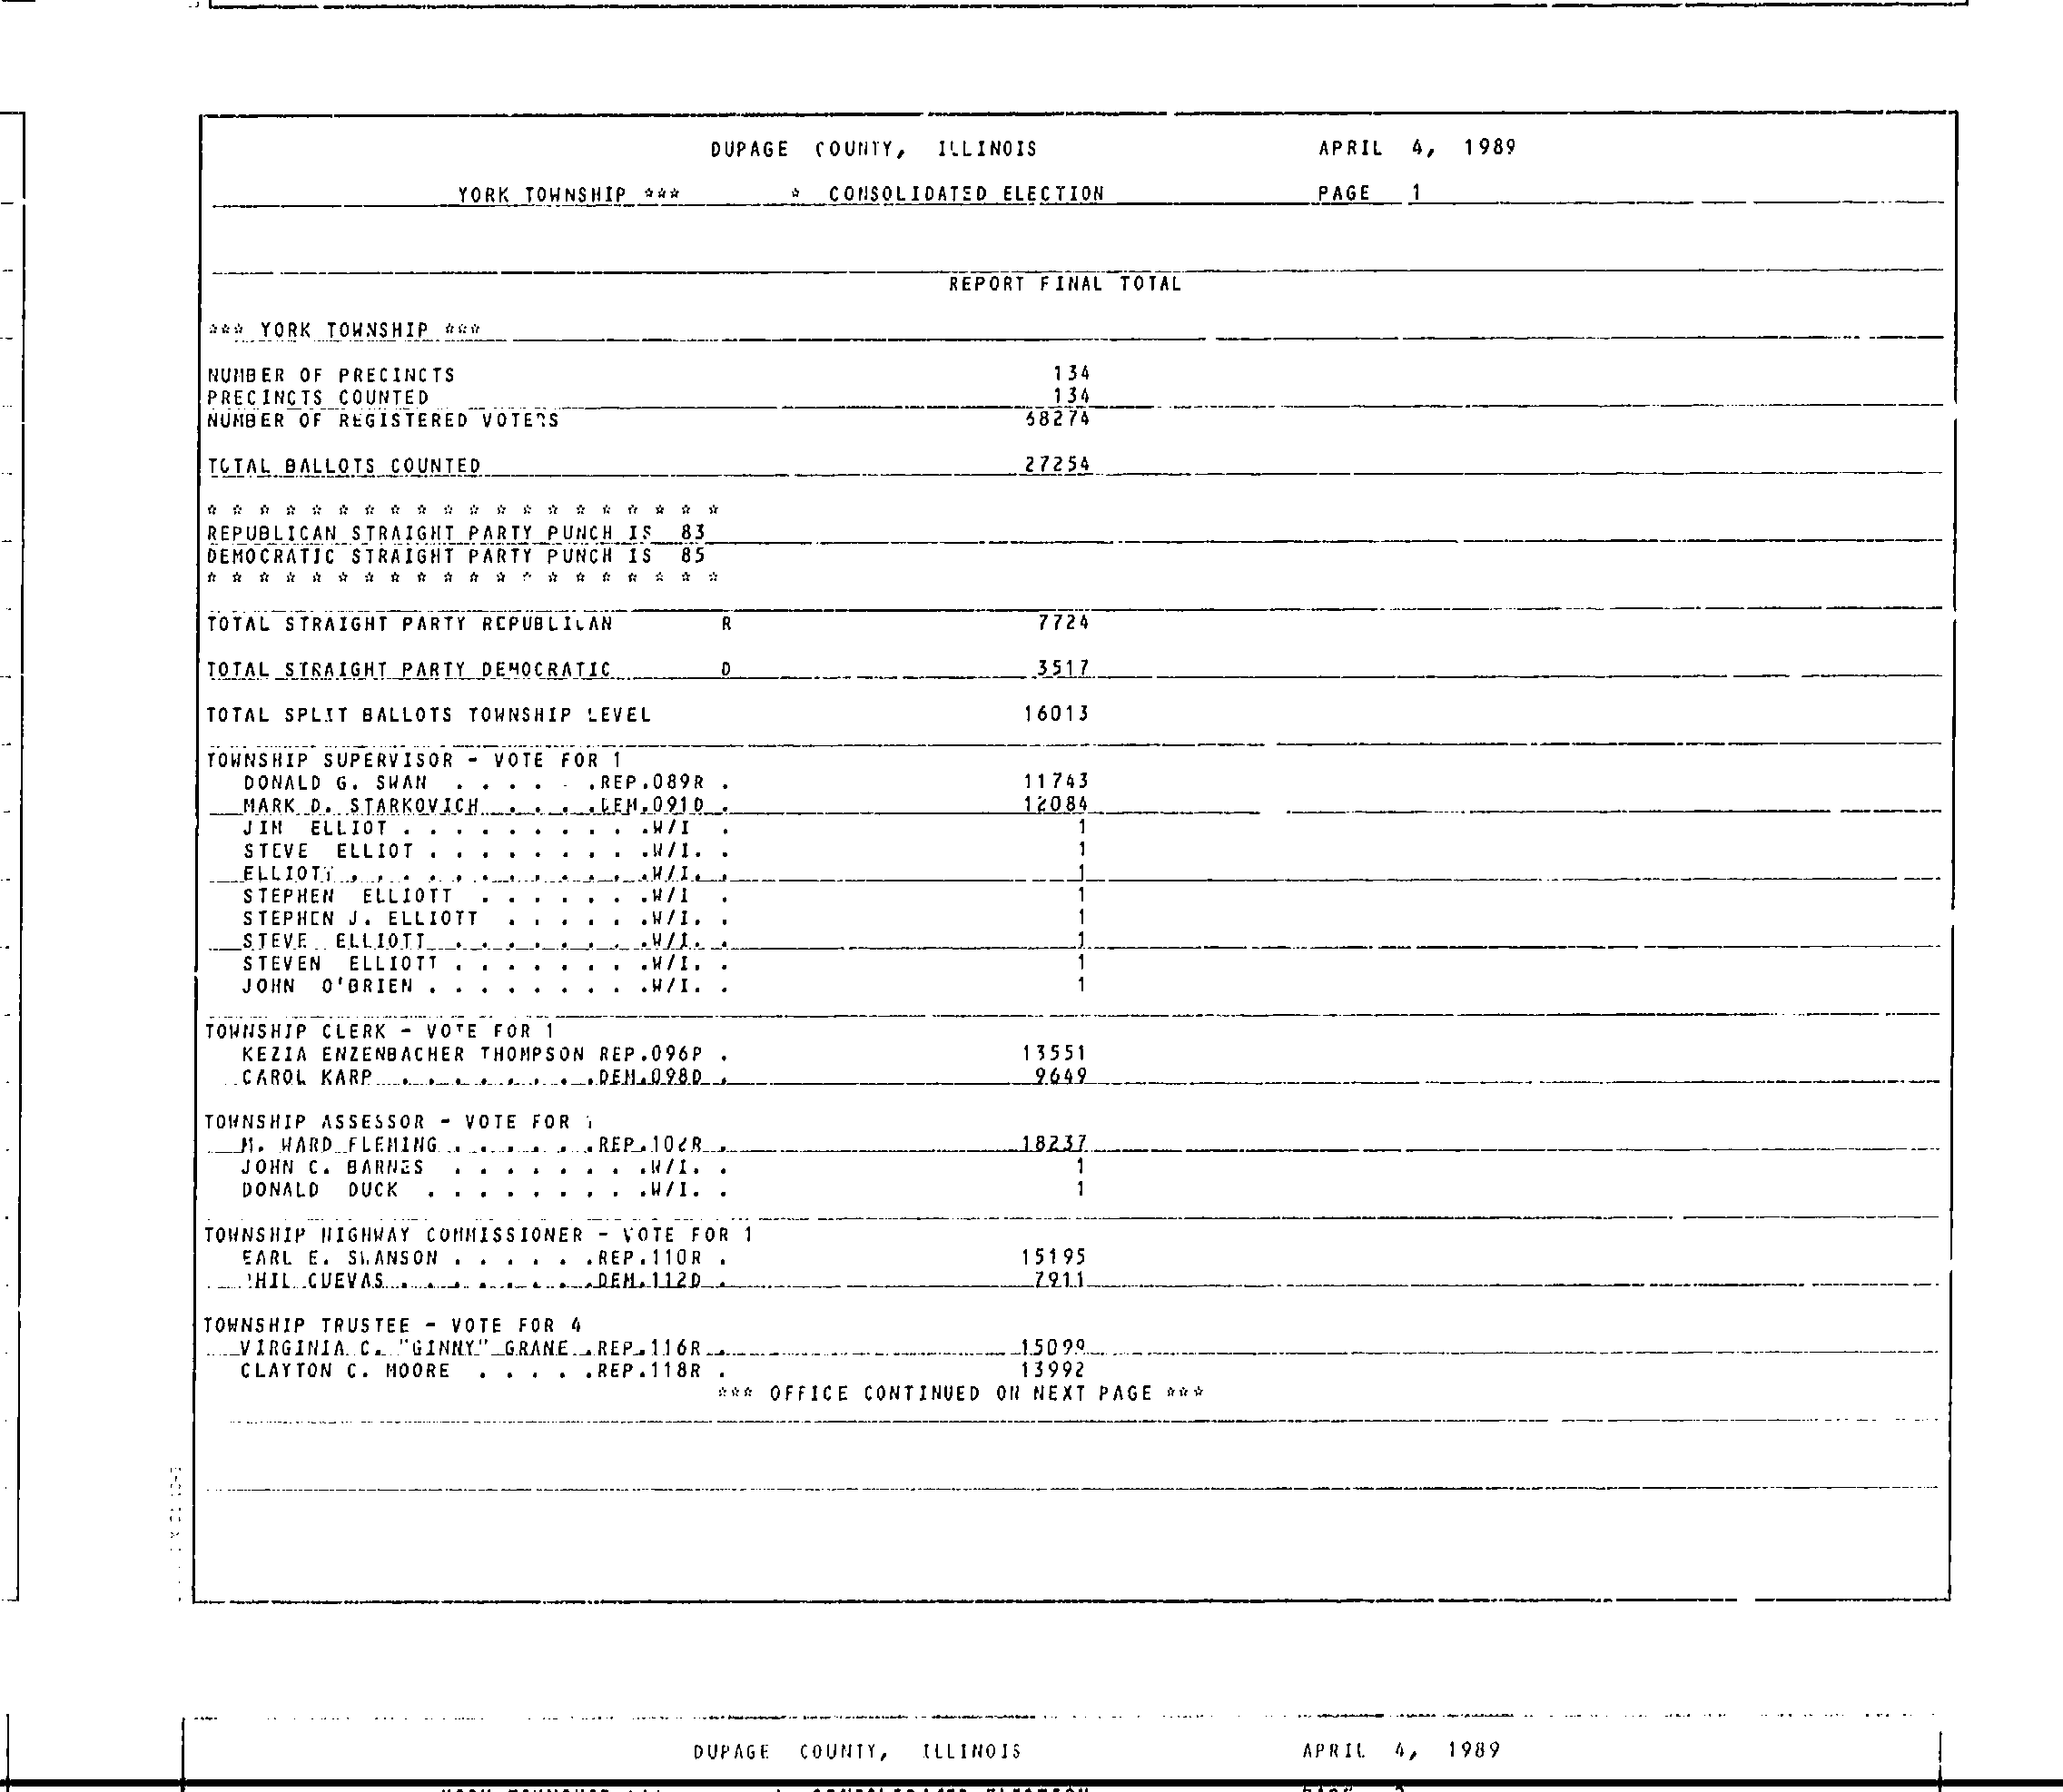 DUPAGE COUNTY, ILLINOIS APRIL 4, 1989
YORK TOWNSHIP *** * CONSOLIDATED ELECTION PAGE 1
REPORT FINAL TOTAL
*** YORK TOWNSHIP ***
NUMBER OF PRECINCTS 134
PRECINCTS COUNTED 134
NUMBER OF REGISTERED VOTERS 68274
TOTAL BALLOTS COUNTED 27254
* * * * * * * * * * * * * * * * * * * *
REPUBLICAN STRAIGHT PARTY PUNCH IS 83
DEMOCRATIC STRAIGHT PARTY PUNCH IS 85
* * * * * * * * * * * * * * * * * * * *
TOTAL STRAIGHT PARTY REPUBLICAN R 7724
TOTAL STRAIGHT PARTY DEMOCRATIC D 3517
TOTAL SPLIT BALLOTS TOWNSHIP LEVEL 16013
TOWNSHIP SUPERVISOR - VOTE FOR 1
DONALD G. SWAN . . . . . .REP.089R . 11743
MARK D. STARKOVICH . . . .DEM.091D . 12084
JIM ELLIOT . . . . . . . . . .W/I . 1
STEVE ELLIOT . . . . . . . . .W/I. . 1
ELLIOTT . . . . . . . . . . . .W/I. . 1
STEPHEN ELLIOTT . . . . . . .W/I . 1
STEPHEN J. ELLIOTT . . . . . .W/I. . 1
STEVE ELLIOTT . . . . . . . .W/I. . 1
STEVEN ELLIOTT . . . . . . . .W/I. . 1
JOHN O'BRIEN . . . . . . . . .W/I. . 1
TOWNSHIP CLERK - VOTE FOR 1
KEZIA ENZENBACHER THOMPSON REP.096R . 13551
CAROL KARP . . . . . . . .DEM.098D . 9649
TOWNSHIP ASSESSOR - VOTE FOR 1
M. WARD FLEMING . . . . . .REP.102R . 18237
JOHN C. BARNES . . . . . . . .W/I. . 1
DONALD DUCK . . . . . . . . .W/I. . 1
TOWNSHIP HIGHWAY COMMISSIONER - VOTE FOR 1
EARL E. SWANSON . . . . . .REP.110R . 15195
PHIL CUEVAS . . . . . . . .DEM.112D . 7911
TOWNSHIP TRUSTEE - VOTE FOR 4
VIRGINIA C. "GINNY" GRANE .REP.116R . 15099
CLAYTON C. MOORE . . . . .REP.118R . 13992
*** OFFICE CONTINUED ON NEXT PAGE ***
DUPAGE COUNTY, ILLINOIS APRIL 4, 1989